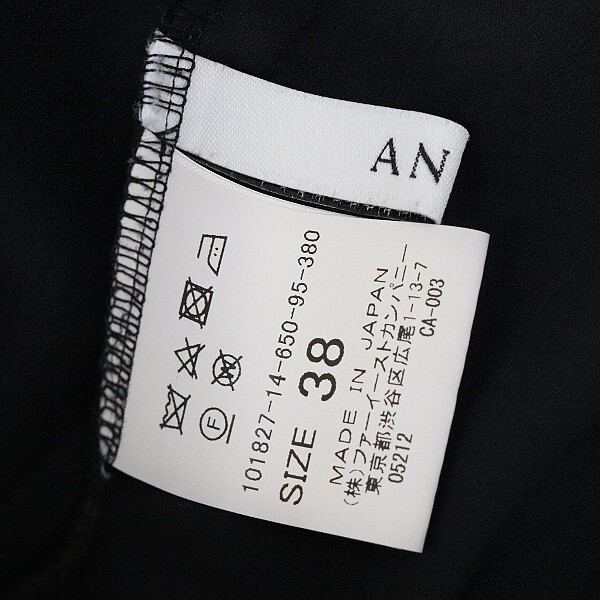 AN
F
101827-14-650-95-380
SIZE 38
MADE IN JAPAN
(株)ファーイーストカンパニー
東京都渋谷区広尾1-13-7
05212 CA-003